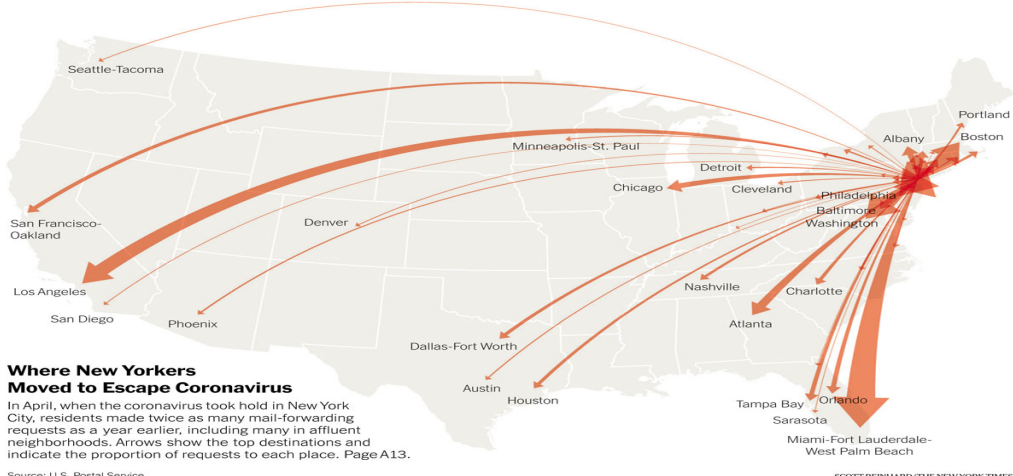 Seattle-Tacoma
Portland
Albany
Boston
Minneapolis-St. Paul
Detroit
Chicago
Cleveland
Philadelphia
Baltimore
Washington
San Francisco-
Oakland
Denver
Los Angeles
San Diego
Phoenix
Nashville
Charlotte
Atlanta
Dallas-Fort Worth
Austin
Houston
Tampa Bay
Orlando
Sarasota
Miami-Fort Lauderdale-
West Palm Beach
Where New Yorkers
Moved to Escape Coronavirus
In April, when the coronavirus took hold in New York
City, residents made twice as many mail-forwarding
requests as a year earlier, including many in affluent
neighborhoods. Arrows show the top destinations and
indicate the proportion of requests to each place. Page A13.
Source: U.S. Postal Service
SCOTT REINHARD/THE NEW YORK TIMES